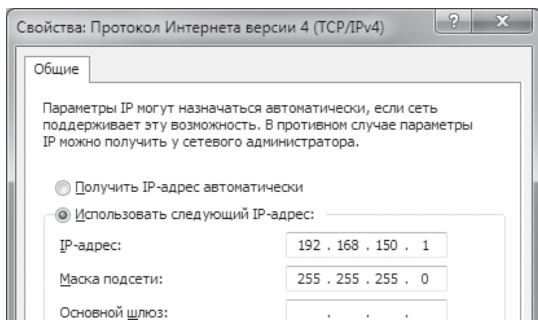 Свойства: Протокол Интернета версии 4 (TCP/IPv4)
Общие
Параметры IP могут назначаться автоматически, если сеть
поддерживает эту возможность. В противном случае параметры
IP можно получить у сетевого администратора.
Получить IP-адрес автоматически
Использовать следующий IP-адрес:
IP-адрес: 192 . 168 . 150 . 1
Маска подсети: 255 . 255 . 255 . 0
Основной шлюз: . . .